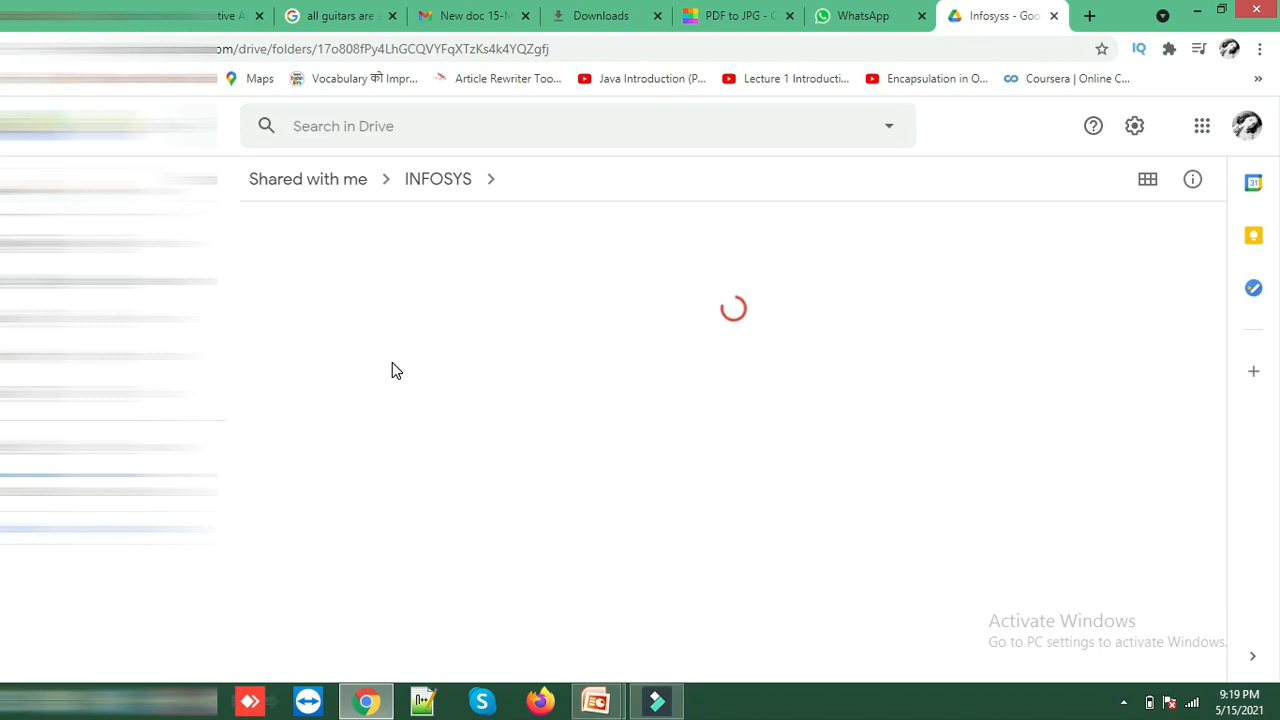 tive A
all guitars are
New doc 15-M
Downloads
PDF to JPG - C
WhatsApp
Infosyss - Goo
om/drive/folders/17o808fPy4LhGCQVYFqXTzKs4k4YQZgfj
IQ
Maps
Vocabulary को Impr...
Article Rewriter Too...
Java Introduction (P...
Lecture 1 Introducti...
Encapsulation in O...
Coursera | Online C...
»
Search in Drive
Shared with me > INFOSYS >
31
Activate Windows
Go to PC settings to activate Windows.
9:19 PM
5/15/2021